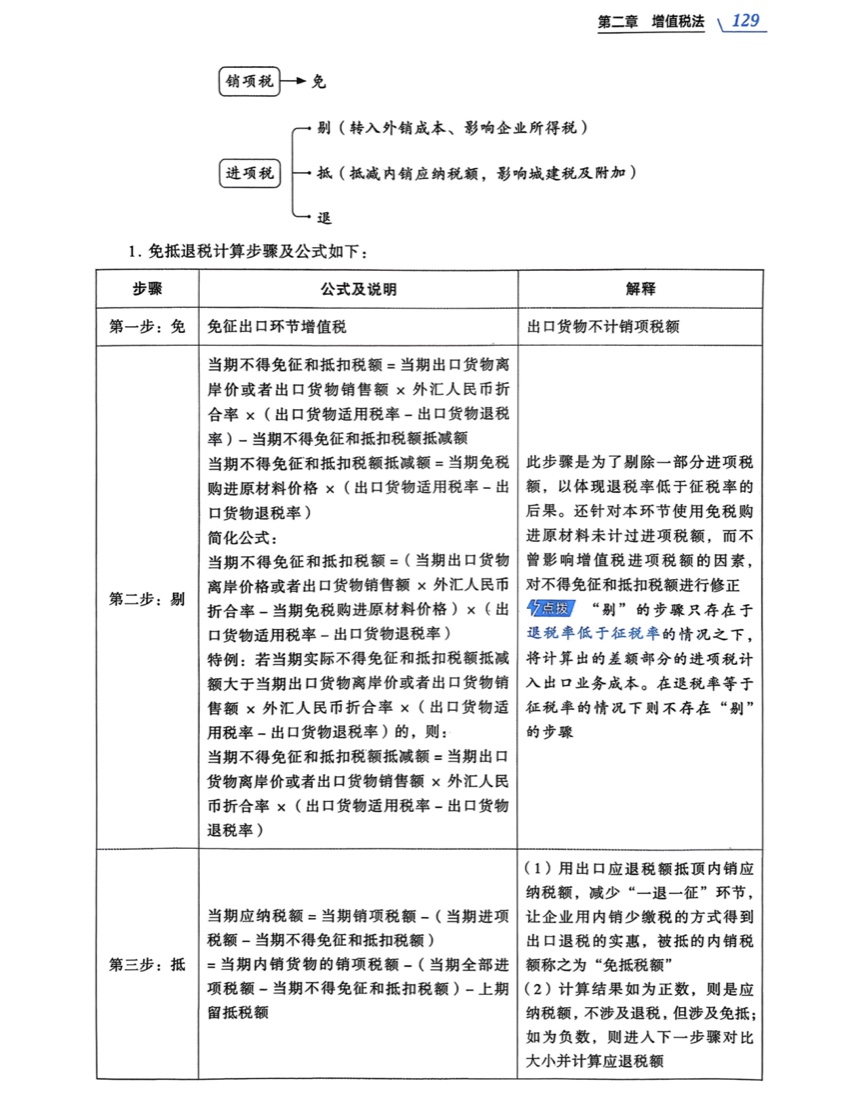 第二章 增值税法 129
销项税 免
剔（转入外销成本、影响企业所得税）
进项税 抵（抵减内销应纳税额，影响城建税及附加）
退
1. 免抵退税计算步骤及公式如下：
步骤 公式及说明 解释
第一步：免 免征出口环节增值税 出口货物不计销项税额
第二步：剔
当期不得免征和抵扣税额 = 当期出口货物离
岸价或者出口货物销售额 × 外汇人民币折
合率 ×（出口货物适用税率 - 出口货物退税
率）- 当期不得免征和抵扣税额抵减额
当期不得免征和抵扣税额抵减额 = 当期免税
购进原材料价格 ×（出口货物适用税率 - 出
口货物退税率）
简化公式：
当期不得免征和抵扣税额 =（当期出口货物
离岸价格或者出口货物销售额 × 外汇人民币
折合率 - 当期免税购进原材料价格）×（出
口货物适用税率 - 出口货物退税率）
特例：若当期实际不得免征和抵扣税额抵减
额大于当期出口货物离岸价或者出口货物销
售额 × 外汇人民币折合率 ×（出口货物适
用税率 - 出口货物退税率）的，则：
当期不得免征和抵扣税额抵减额 = 当期出口
货物离岸价或者出口货物销售额 × 外汇人民
币折合率 ×（出口货物适用税率 - 出口货物
退税率）
此步骤是为了剔除一部分进项税
额，以体现退税率低于征税率的
后果。还针对本环节使用免税购
进原材料未计过进项税额，而不
曾影响增值税进项税额的因素，
对不得免征和抵扣税额进行修正
点拨 “剔”的步骤只存在于
退税率低于征税率的情况之下，
将计算出的差额部分的进项税计
入出口业务成本。在退税率等于
征税率的情况下则不存在“剔”
的步骤
第三步：抵
当期应纳税额 = 当期销项税额 -（当期进项
税额 - 当期不得免征和抵扣税额）
= 当期内销货物的销项税额 -（当期全部进
项税额 - 当期不得免征和抵扣税额）- 上期
留抵税额
（1）用出口应退税额抵顶内销应
纳税额，减少“一退一征”环节，
让企业用内销少缴税的方式得到
出口退税的实惠，被抵的内销税
额称之为“免抵税额”
（2）计算结果如为正数，则是应
纳税额，不涉及退税，但涉及免抵；
如为负数，则进入下一步骤对比
大小并计算应退税额